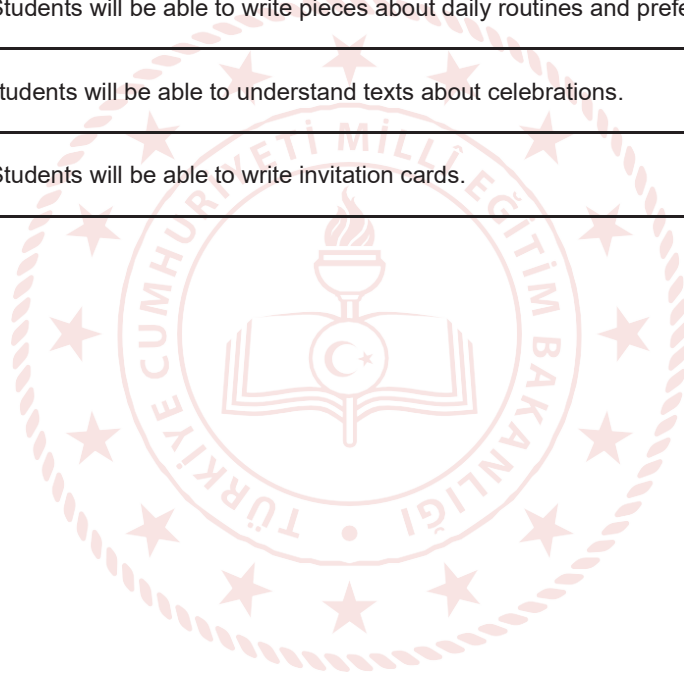 Students will be able to write pieces about daily routines and
tudents will be able to understand texts about celebrations.
Students will be able to write invitation cards.
TÜRKİYE CUMHURİYETİ MİLLÎ EĞİTİM BAKANLIĞI